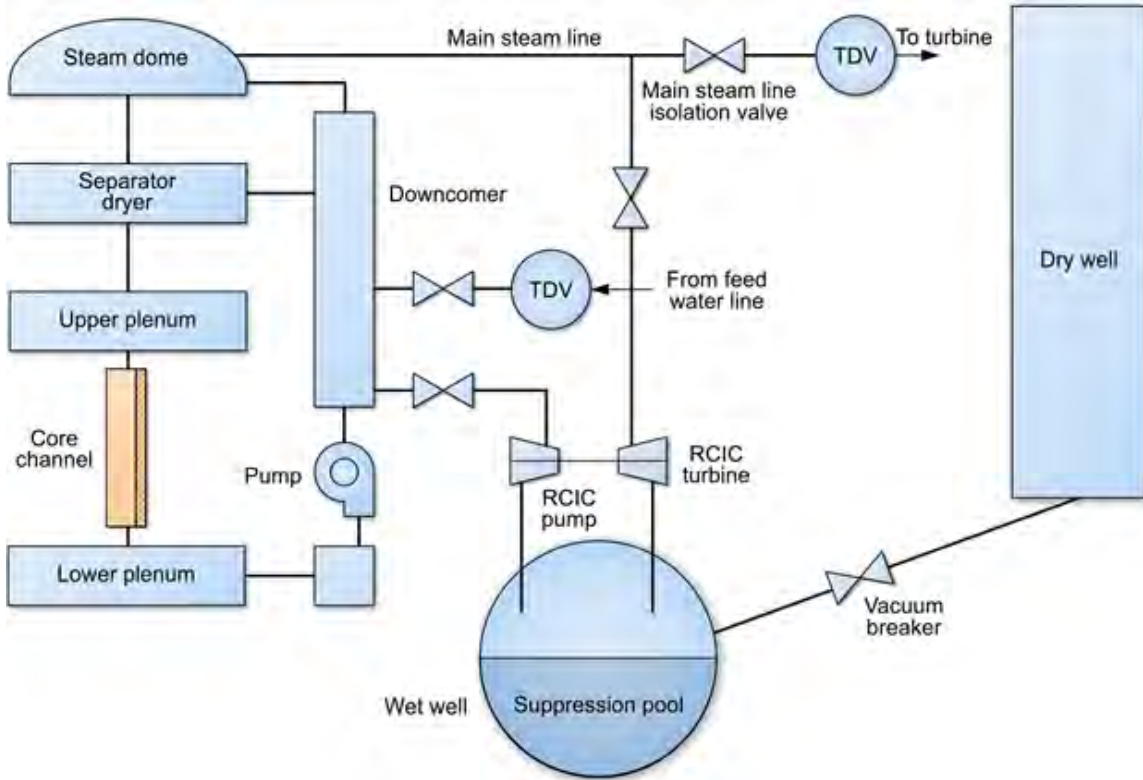 Steam dome
Main steam line
TDV
To turbine
Main steam line
isolation valve
Separator
dryer
Downcomer
Dry well
TDV
From feed
water line
Upper plenum
Core
channel
Pump
RCIC
turbine
RCIC
pump
Lower plenum
Vacuum
breaker
Wet well
Suppression pool